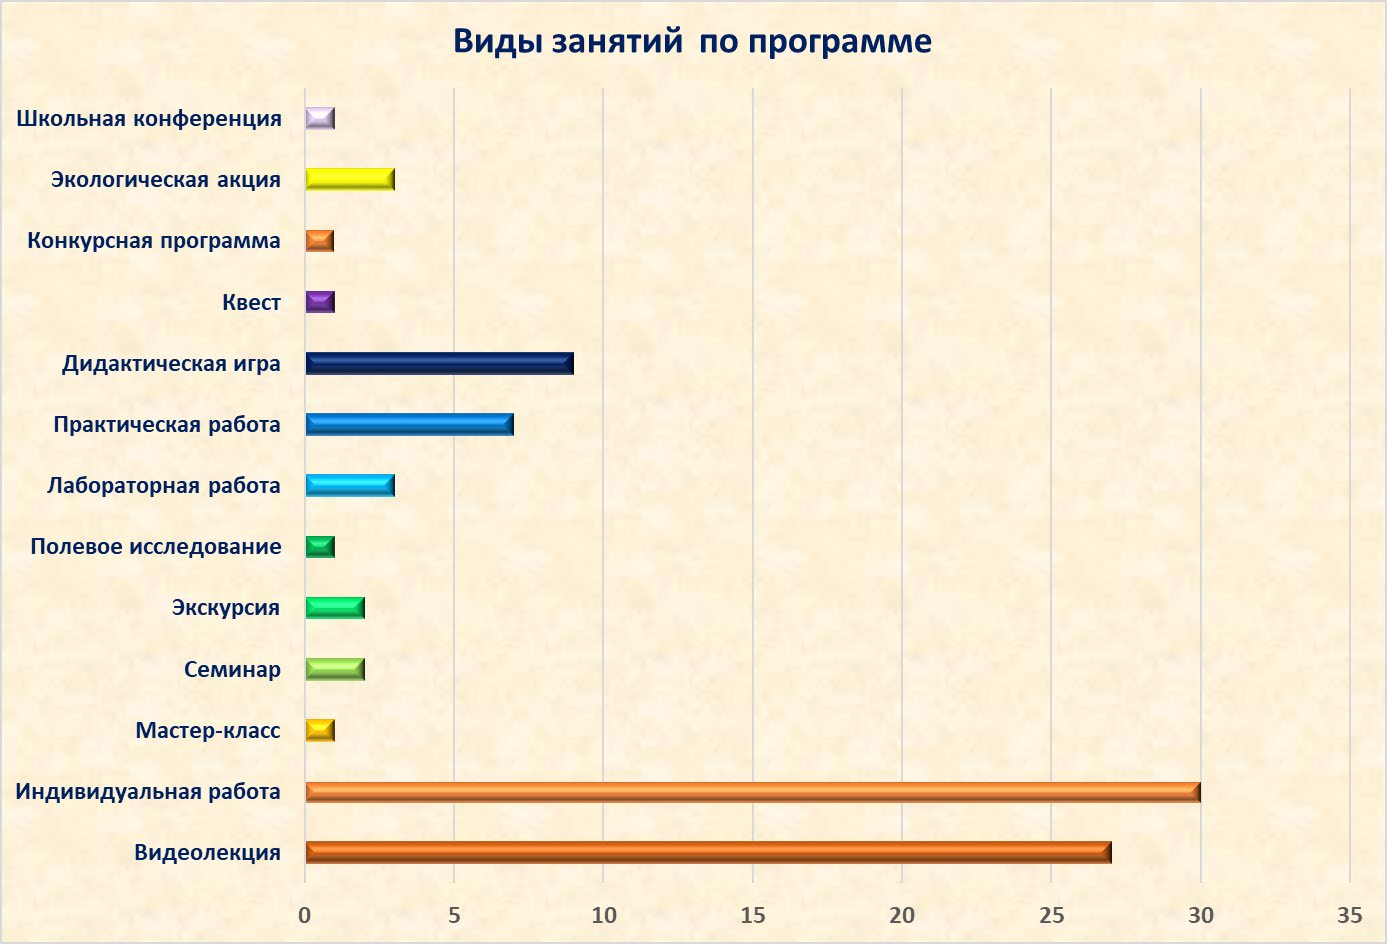 Виды занятий по программе
Школьная конференция
Экологическая акция
Конкурсная программа
Квест
Дидактическая игра
Практическая работа
Лабораторная работа
Полевое исследование
Экскурсия
Семинар
Мастер-класс
Индивидуальная работа
Видеолекция
0 5 10 15 20 25 30 35